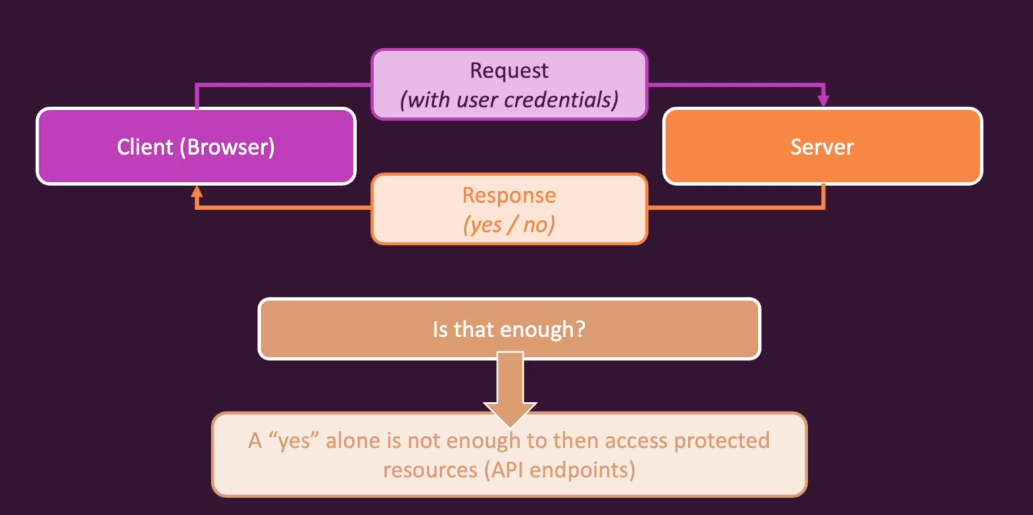 Request
(with user credentials)
Client (Browser)
Server
Response
(yes / no)
Is that enough?
A “yes” alone is not enough to then access protected
resources (API endpoints)